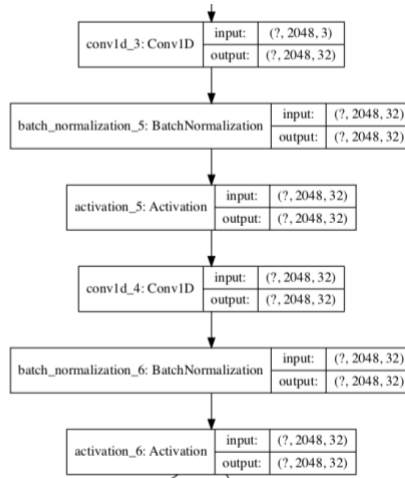 conv1d_3: Conv1D
input: (?, 2048, 3)
output: (?, 2048, 32)
batch_normalization_5: BatchNormalization
input: (?, 2048, 32)
output: (?, 2048, 32)
activation_5: Activation
input: (?, 2048, 32)
output: (?, 2048, 32)
conv1d_4: Conv1D
input: (?, 2048, 32)
output: (?, 2048, 32)
batch_normalization_6: BatchNormalization
input: (?, 2048, 32)
output: (?, 2048, 32)
activation_6: Activation
input: (?, 2048, 32)
output: (?, 2048, 32)